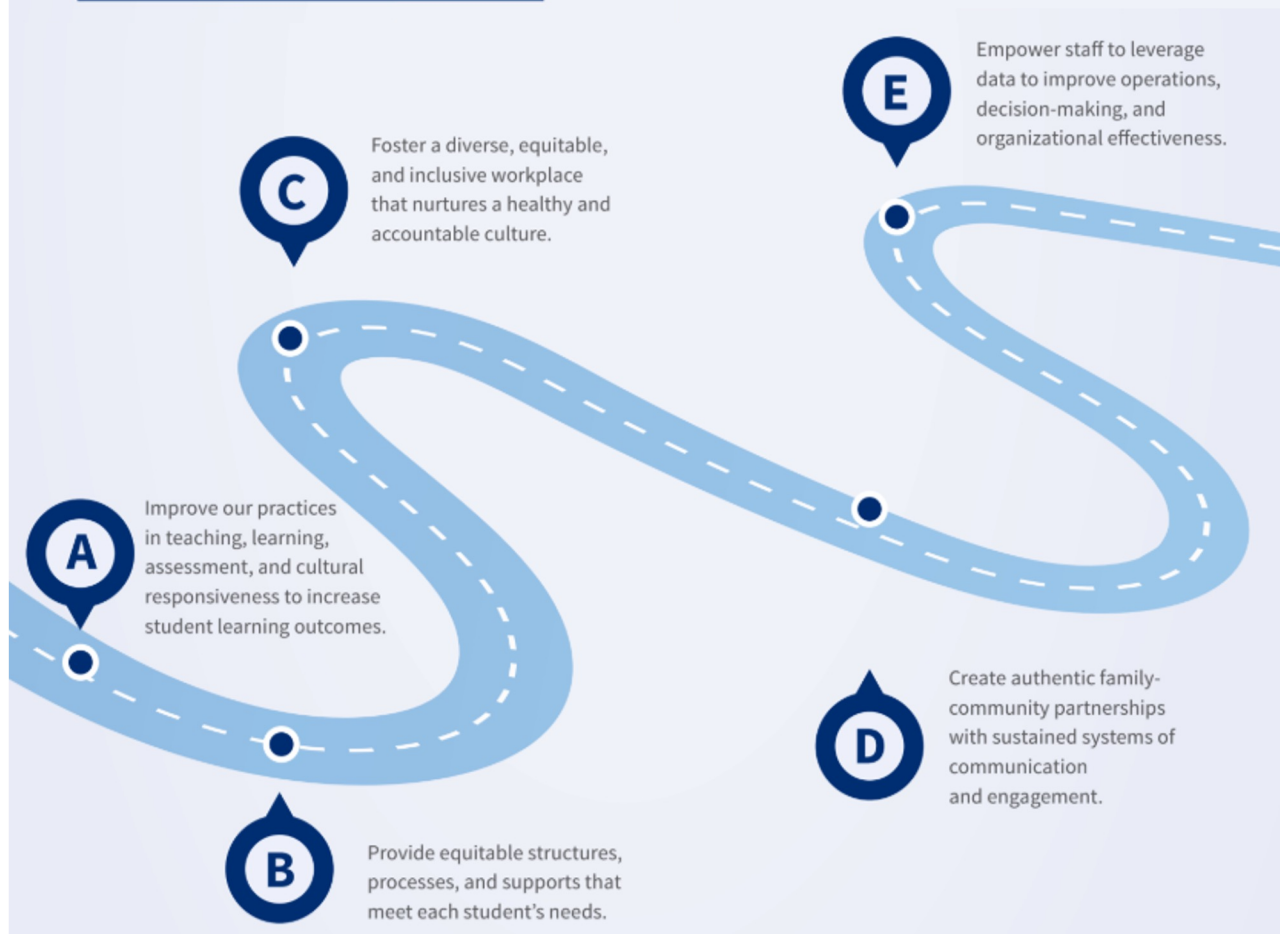 E
Empower staff to leverage
data to improve operations,
decision-making, and
organizational effectiveness.
C
Foster a diverse, equitable,
and inclusive workplace
that nurtures a healthy and
accountable culture.
A
Improve our practices
in teaching, learning,
assessment, and cultural
responsiveness to increase
student learning outcomes.
D
Create authentic family-
community partnerships
with sustained systems of
communication
and engagement.
B
Provide equitable structures,
processes, and supports that
meet each student’s needs.